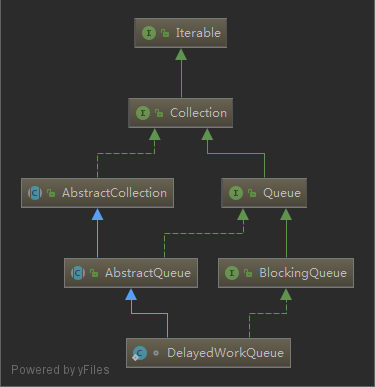 Iterable
Collection
AbstractCollection
Queue
AbstractQueue
BlockingQueue
DelayedWorkQueue
Powered by yFiles